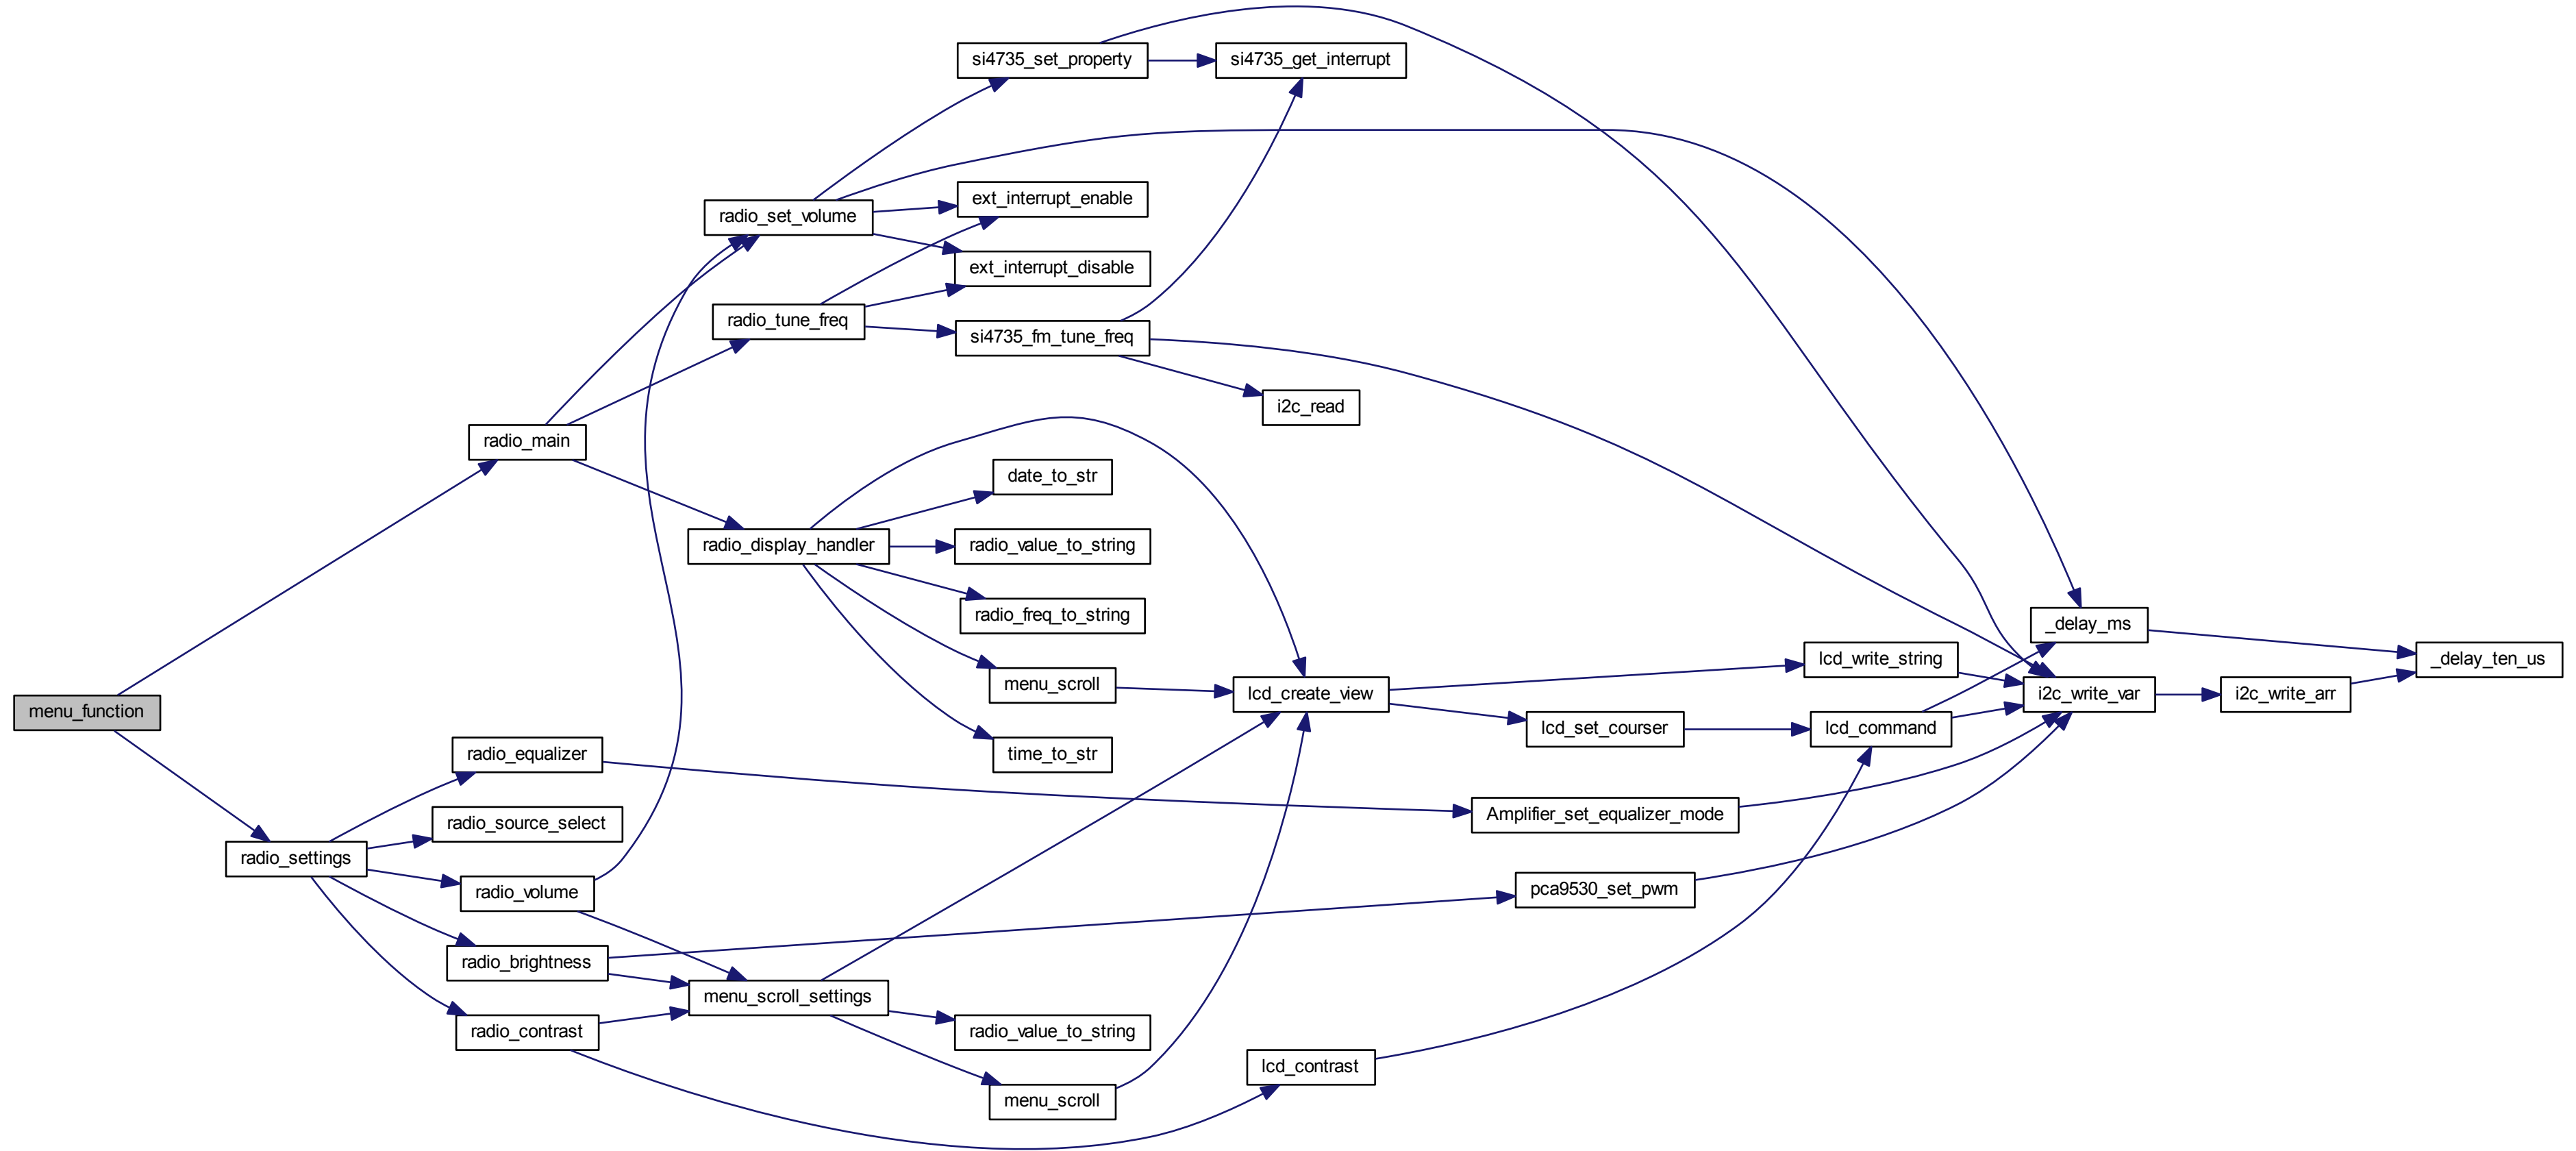 si4735_set_property
si4735_get_interrupt
ext_interrupt_enable
radio_set_volume
ext_interrupt_disable
radio_tune_freq
si4735_fm_tune_freq
i2c_read
radio_main
date_to_str
radio_display_handler
radio_value_to_string
radio_freq_to_string
_delay_ms
lcd_write_string
_delay_ten_us
menu_scroll
lcd_create_view
i2c_write_var
i2c_write_arr
menu_function
lcd_set_courser
lcd_command
radio_equalizer
time_to_str
radio_source_select
Amplifier_set_equalizer_mode
radio_settings
radio_volume
pca9530_set_pwm
radio_brightness
menu_scroll_settings
radio_contrast
radio_value_to_string
lcd_contrast
menu_scroll